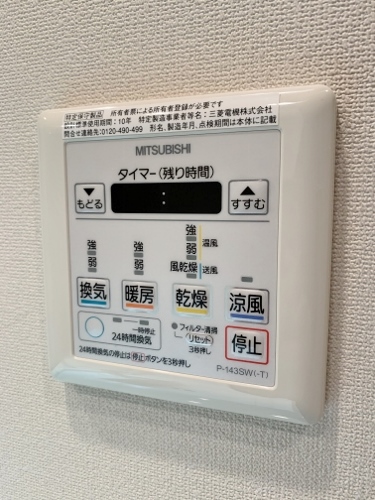 特定保守製品 所有者票による所有者登録が必要です
設計標準使用期間：10年 特定製造事業者等名：三菱電機株式会社
問合せ連絡先：0120-490-499 形名、製造年月、点検期間は本体に記載
MITSUBISHI
タイマー（残り時間）
▼ もどる
:
▲ すすむ
強 強 強 温風
弱 弱 弱
風乾燥 送風
換気 暖房 乾燥 涼風
一時停止
24時間換気
フィルター清掃
リセット
3秒押し
停止
24時間換気の停止は停止ボタンを3秒押し
P-143SW(-T)